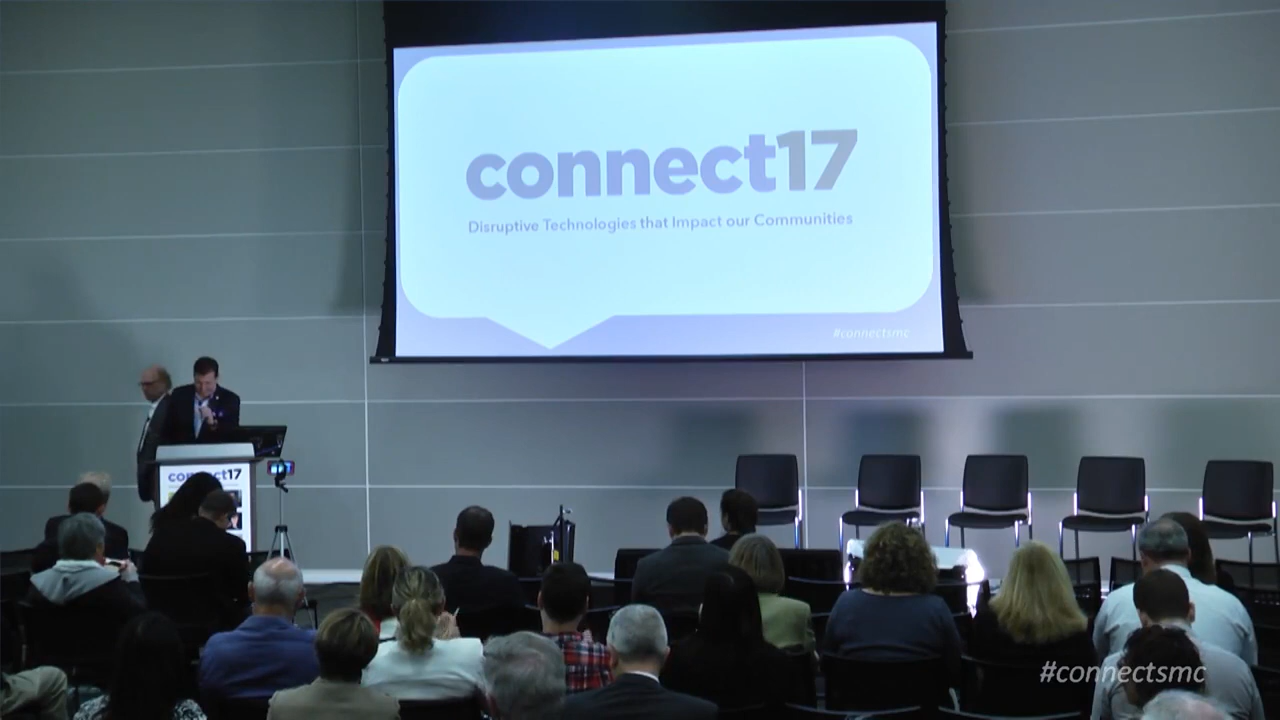 connect17
Disruptive Technologies that Impact our Communities
#connectsmc
connect17
#connectsmc